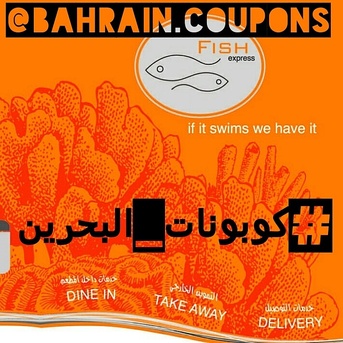 @BAHRAIN.COUPONS
FISH
express
if it swims we have it
#كوبونات_البحرين
خدمات داخل المطعم
DINE IN
التموين الخارجي
TAKE AWAY
خدمات التوصيل
DELIVERY